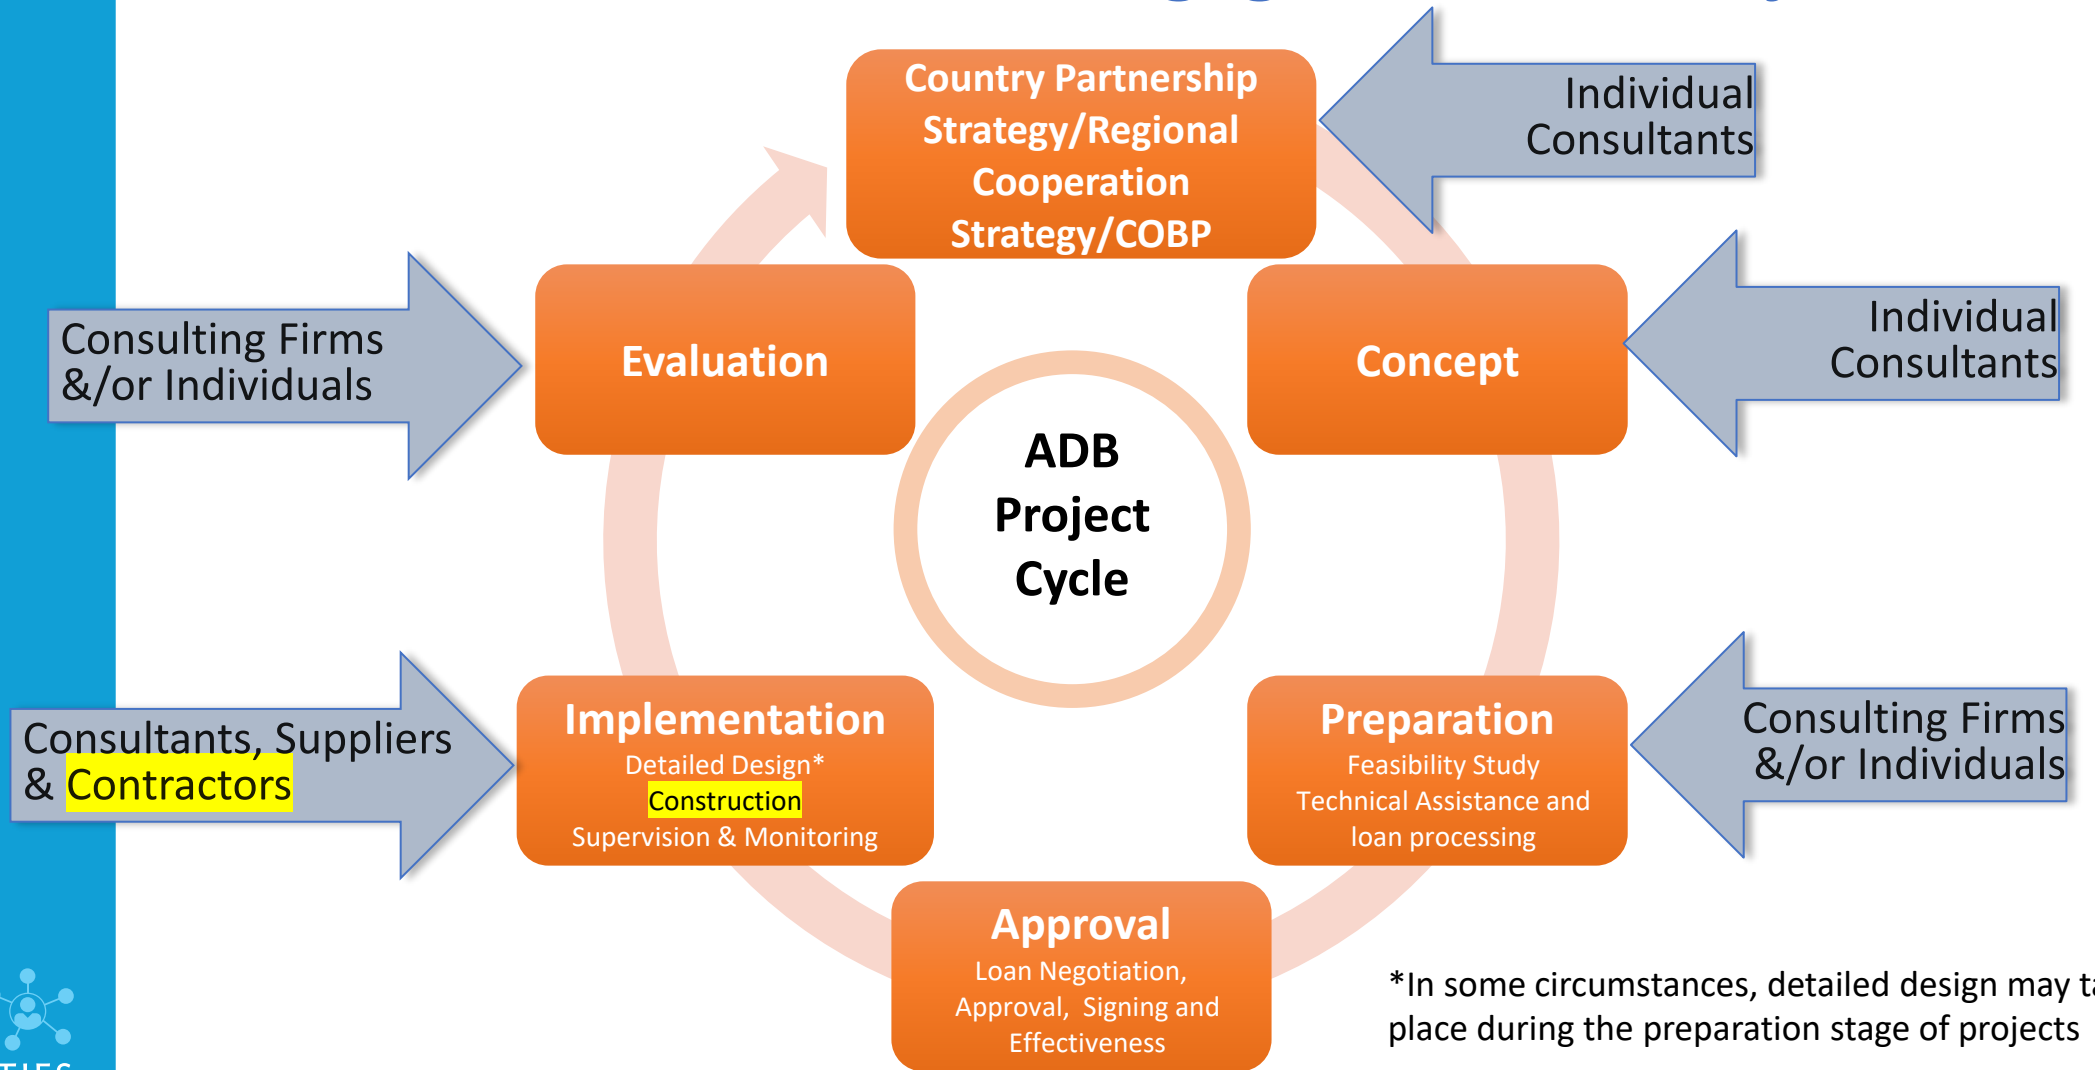 Country Partnership
Strategy/Regional
Cooperation
Strategy/COBP
Individual
Consultants
Concept
Individual
Consultants
Preparation
Feasibility Study
Technical Assistance and
loan processing
Consulting Firms
&/or Individuals
Approval
Loan Negotiation,
Approval, Signing and
Effectiveness
Implementation
Detailed Design*
Construction
Supervision & Monitoring
Consultants, Suppliers
& Contractors
Evaluation
Consulting Firms
&/or Individuals
ADB
Project
Cycle
*In some circumstances, detailed design may
place during the preparation stage of projects